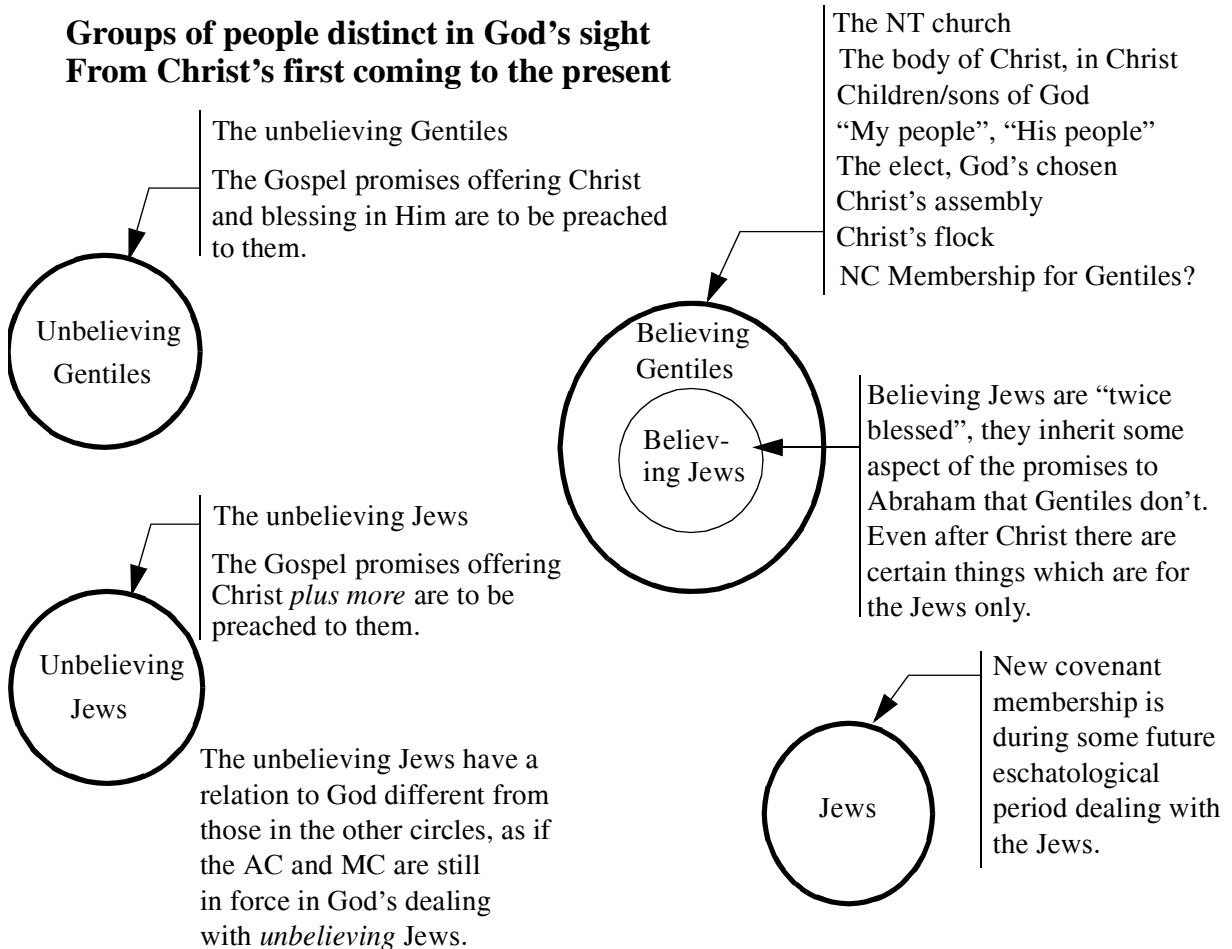 Groups of people distinct in God’s sight
From Christ’s first coming to the present
The unbelieving Gentiles
The Gospel promises offering Christ
and blessing in Him are to be preached
to them.
Unbelieving
Gentiles
The NT church
The body of Christ, in Christ
Children/sons of God
“My people”, “His people”
The elect, God’s chosen
Christ’s assembly
Christ’s flock
NC Membership for Gentiles?
Believing
Gentiles
Believ-
ing Jews
Believing Jews are “twice
blessed”, they inherit some
aspect of the promises to
Abraham that Gentiles don’t.
Even after Christ there are
certain things which are for
the Jews only.
The unbelieving Jews
The Gospel promises offering
Christ plus more are to be
preached to them.
Unbelieving
Jews
The unbelieving Jews have a
relation to God different from
those in the other circles, as if
the AC and MC are still
in force in God’s dealing
with unbelieving Jews.
Jews
New covenant
membership is
during some future
eschatological
period dealing with
the Jews.